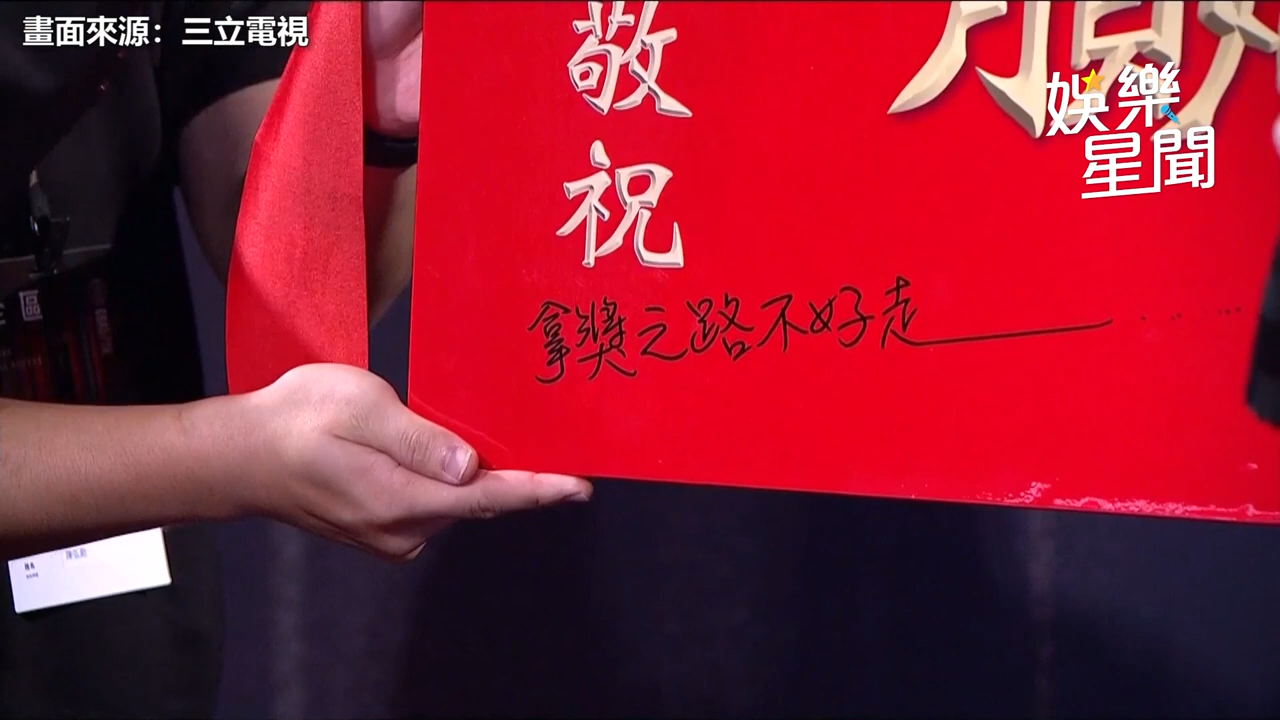 畫面來源：三立電視
娛樂
星聞
敬
祝
拿獎之路不好走
區